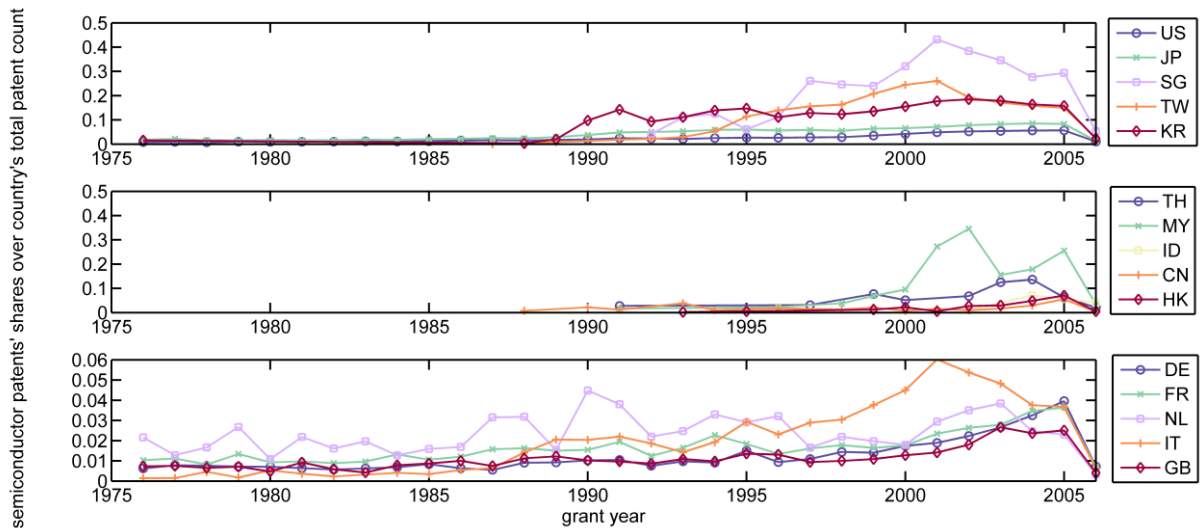 semiconductor patents' shares over country's total patent count
0.5
0.4
0.3
0.2
0.1
0
1975 1980 1985 1990 1995 2000 2005
US
JP
SG
TW
KR
0.5
0.4
0.3
0.2
0.1
0
1975 1980 1985 1990 1995 2000 2005
TH
MY
ID
CN
HK
0.06
0.05
0.04
0.03
0.02
0.01
0
1975 1980 1985 1990 1995 2000 2005
grant year
DE
FR
NL
IT
GB